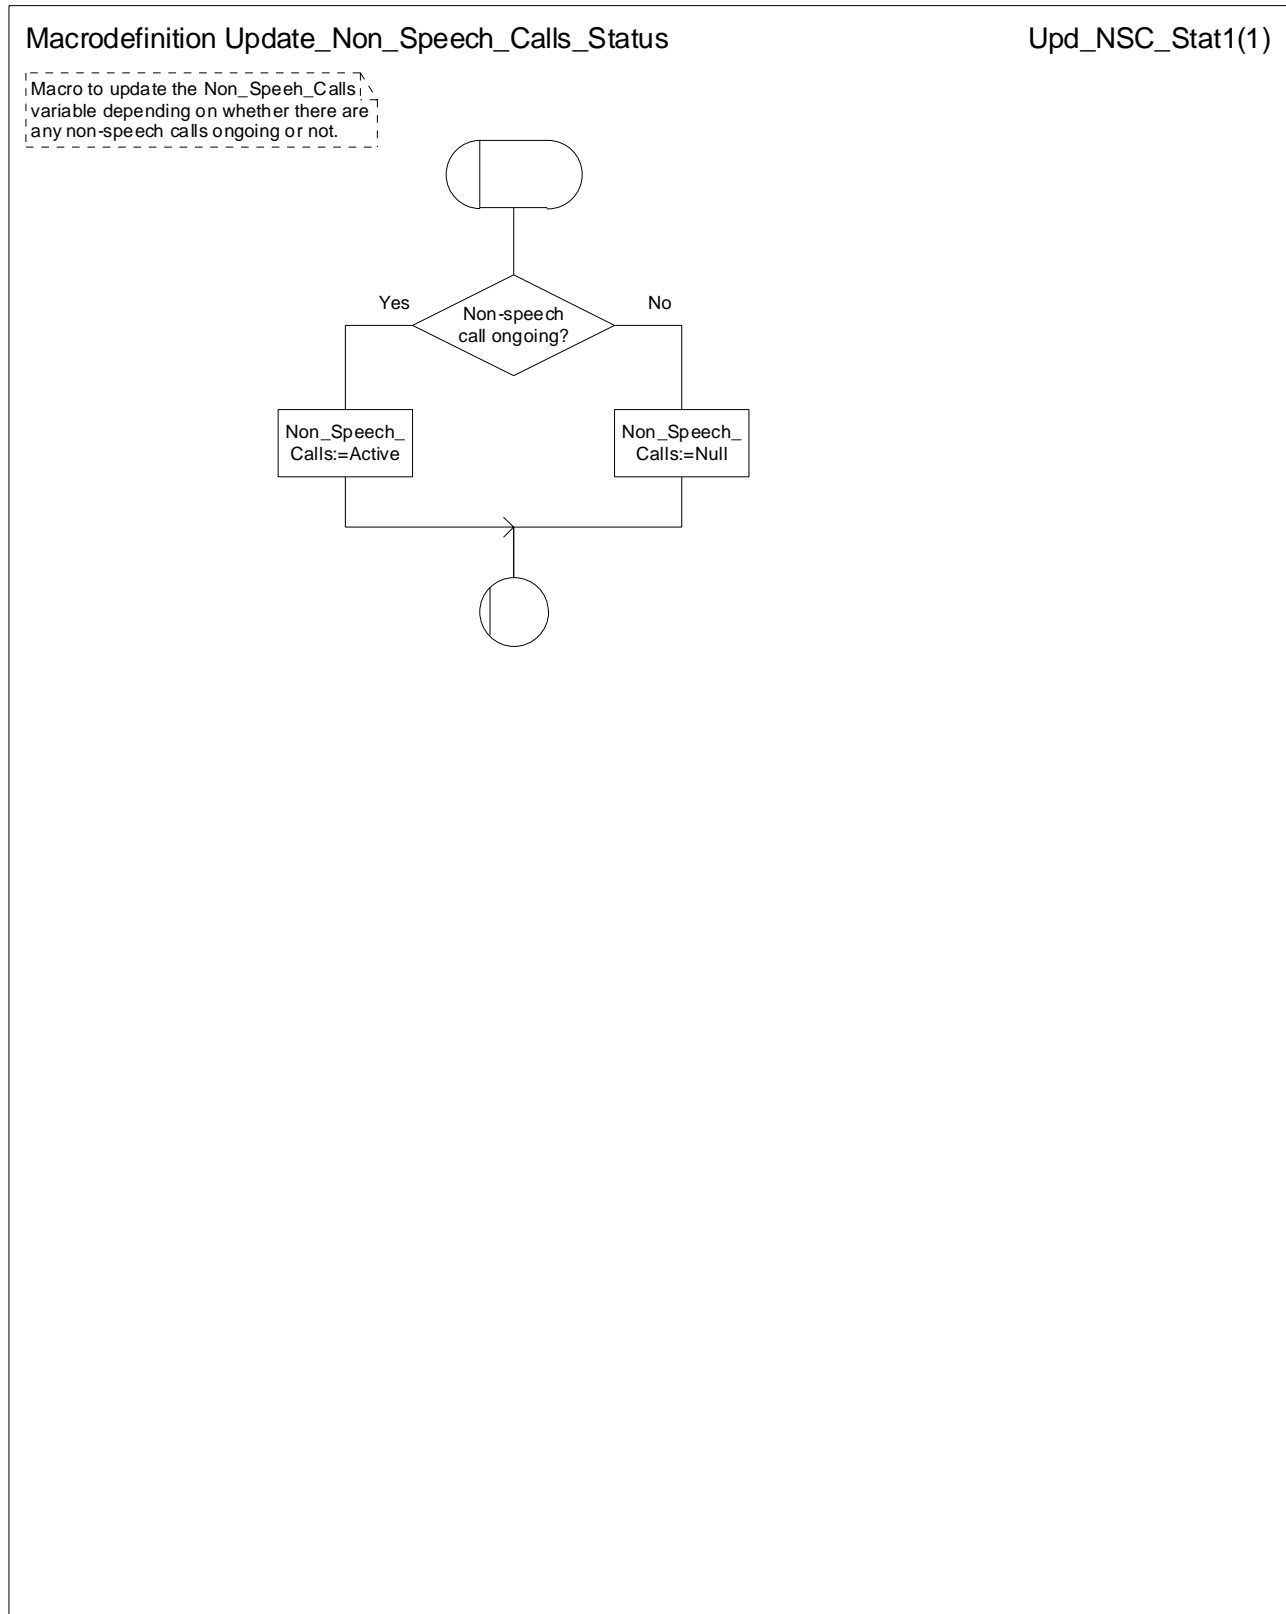 Macrodefinition Update_Non_Speech_Calls_Status
Upd_NSC_Stat1(1)
Macro to update the Non_Speeh_Calls
variable depending on whether there are
any non-speech calls ongoing or not.
Yes
No
Non-speech
call ongoing?
Non_Speech_
Calls:=Active
Non_Speech_
Calls:=Null